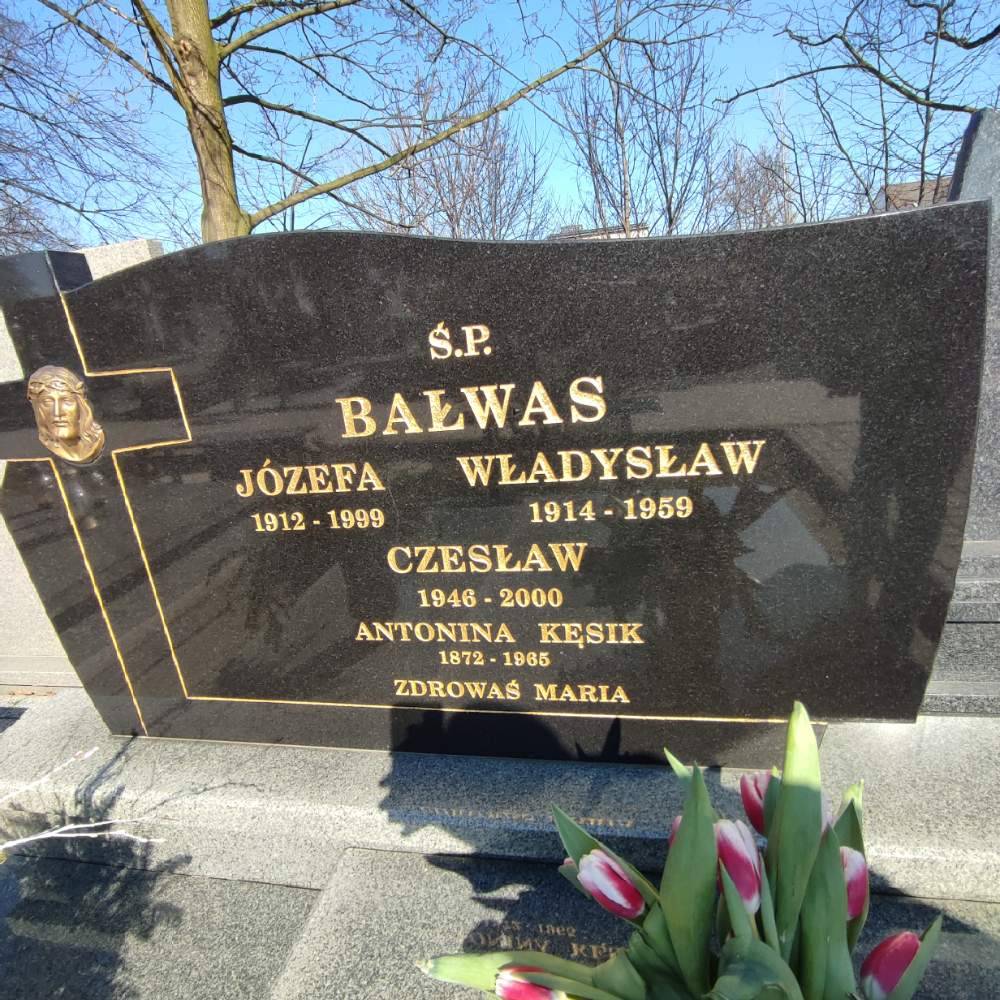 Ś.P.
BAŁWAS
JÓZEFA WŁADYSŁAW
1912 - 1999 1914 - 1959
CZESŁAW
1946 - 2000
ANTONINA KĘSIK
1872 - 1965
ZDROWAŚ MARIA